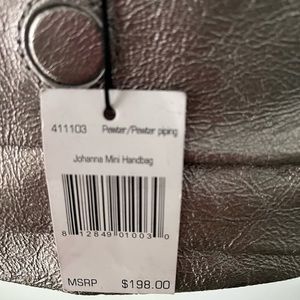 411103 Pewter/Pewter piping
Johanna Mini Handbag
8 12849 01003 0
MSRP $198.00